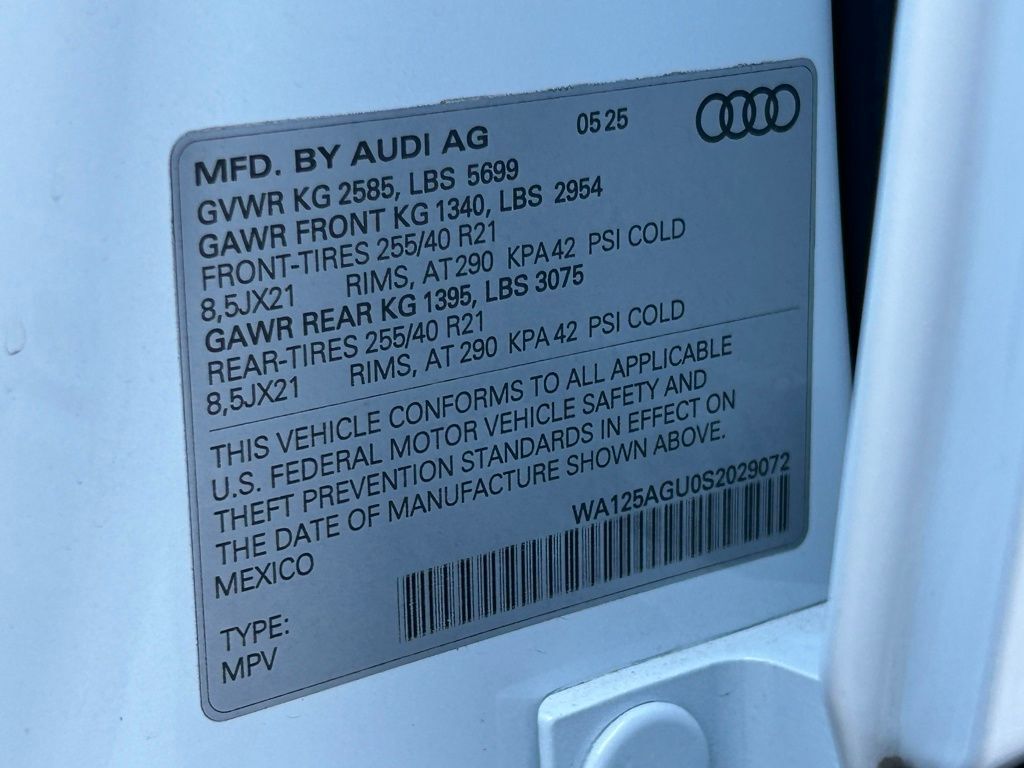 MFD. BY AUDI AG 05 25
GVWR KG 2585, LBS 5699
GAWR FRONT KG 1340, LBS 2954
FRONT-TIRES 255/40 R21
8,5JX21 RIMS, AT 290 KPA 42 PSI COLD
GAWR REAR KG 1395, LBS 3075
REAR-TIRES 255/40 R21
8,5JX21 RIMS, AT 290 KPA 42 PSI COLD
THIS VEHICLE CONFORMS TO ALL APPLICABLE
U.S. FEDERAL MOTOR VEHICLE SAFETY AND
THEFT PREVENTION STANDARDS IN EFFECT ON
THE DATE OF MANUFACTURE SHOWN ABOVE.
MEXICO WA125AGU0S2029072
TYPE:
MPV